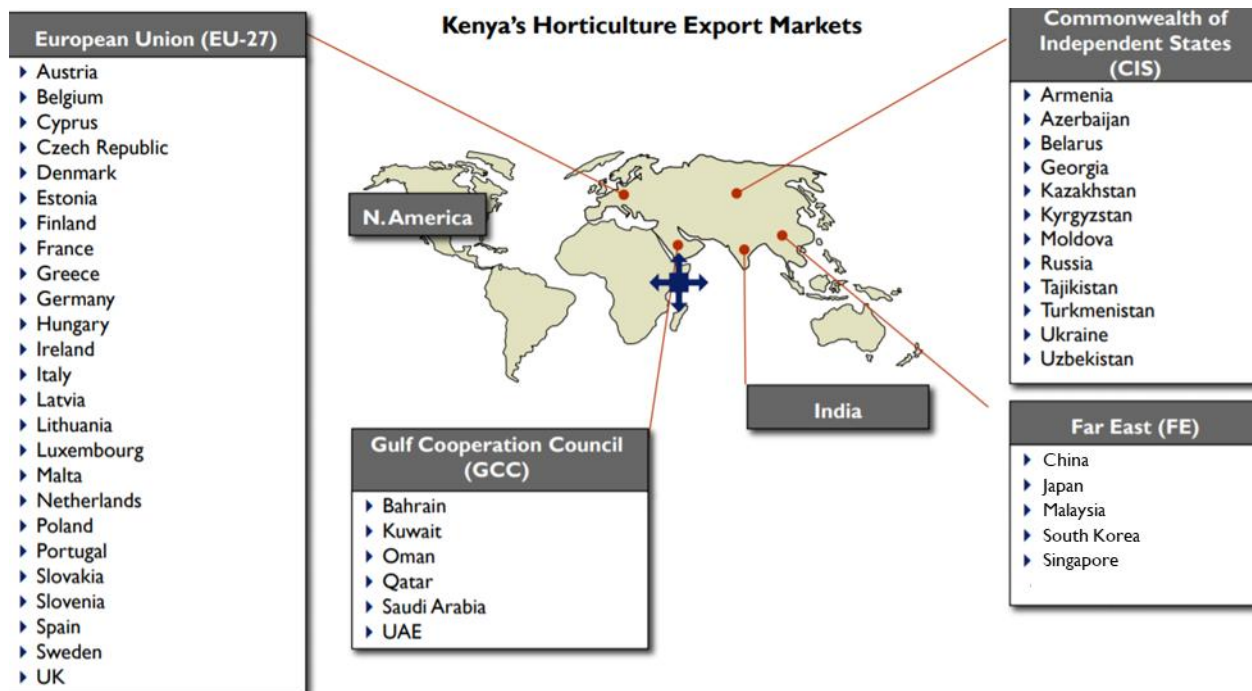 Kenya's Horticulture Export Markets
European Union (EU-27)
Austria
Belgium
Cyprus
Czech Republic
Denmark
Estonia
Finland
France
Greece
Germany
Hungary
Ireland
Italy
Latvia
Lithuania
Luxembourg
Malta
Netherlands
Poland
Portugal
Slovakia
Slovenia
Spain
Sweden
UK
N. America
Gulf Cooperation Council
(GCC)
Bahrain
Kuwait
Oman
Qatar
Saudi Arabia
UAE
India
Commonwealth of
Independent States
(CIS)
Armenia
Azerbaijan
Belarus
Georgia
Kazakhstan
Kyrgyzstan
Moldova
Russia
Tajikistan
Turkmenistan
Ukraine
Uzbekistan
Far East (FE)
China
Japan
Malaysia
South Korea
Singapore